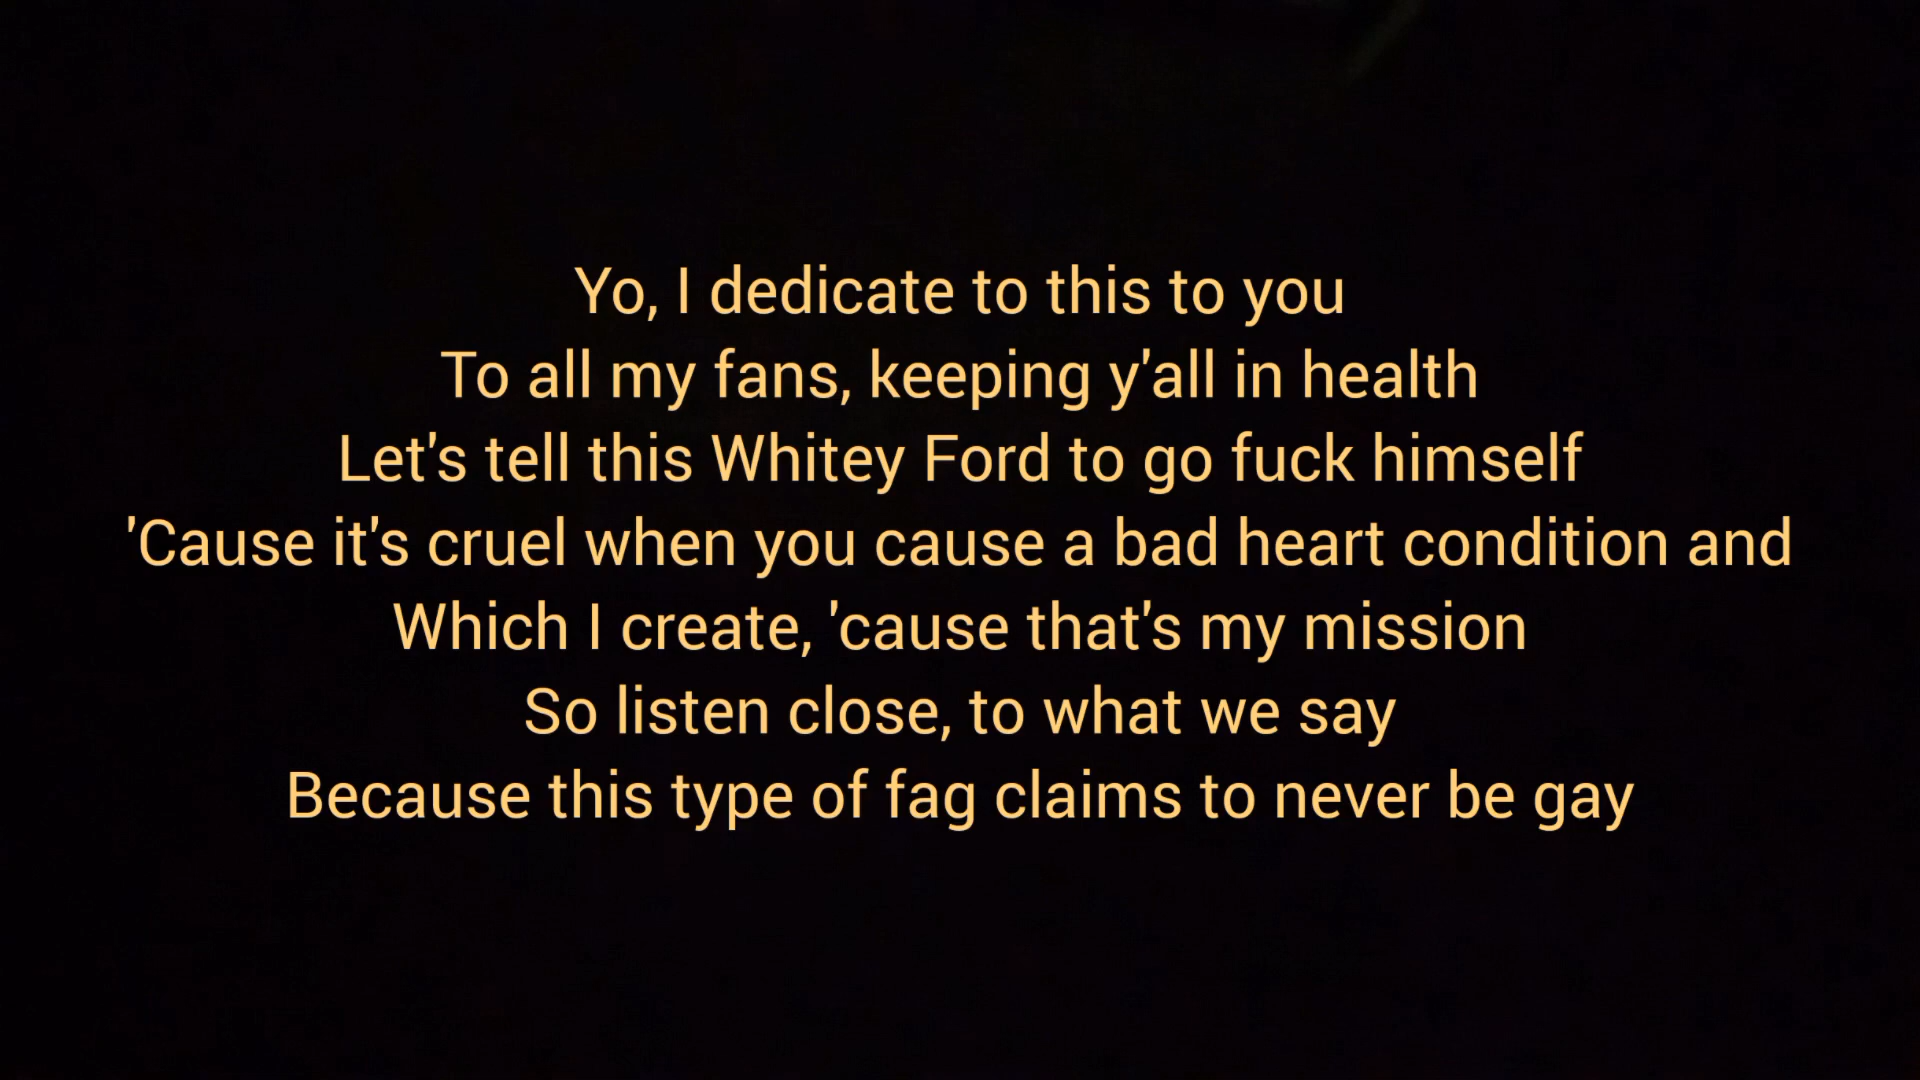 Yo, I dedicate to this to you
To all my fans, keeping y'all in health
Let's tell this Whitey Ford to go fuck himself
'Cause it's cruel when you cause a bad heart condition and
Which I create, 'cause that's my mission
So listen close, to what we say
Because this type of fag claims to never be gay